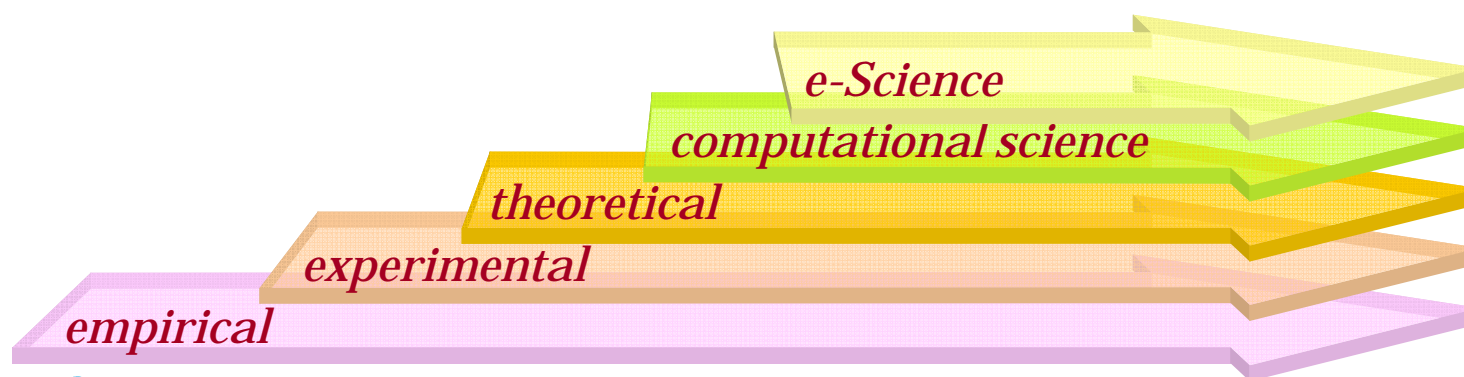 e-Science
computational science
theoretical
experimental
empirical